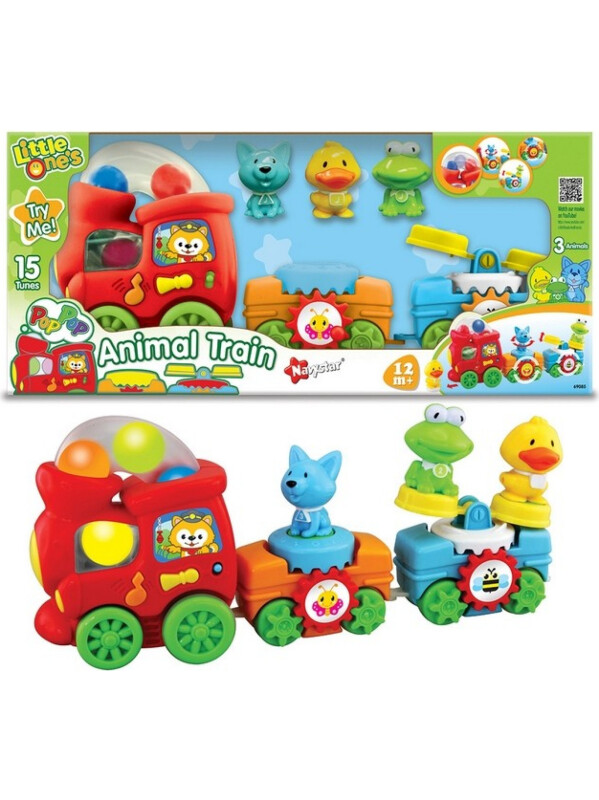 Little
One's
Try
Me!
15
Tunes
Pop Pop
Animal Train
Navystar
12
m+
3
Animals